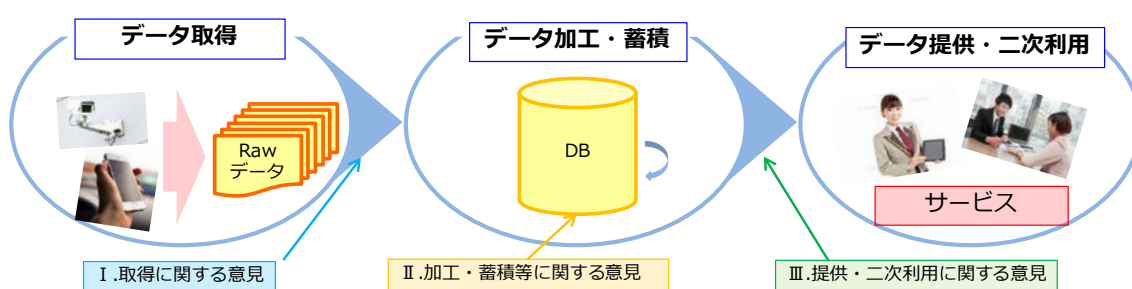 データ取得
データ加工・蓄積
データ提供・二次利用
Raw
データ
DB
サービス
Ⅰ.取得に関する意見
Ⅱ.加工・蓄積等に関する意見
Ⅲ.提供・二次利用に関する意見